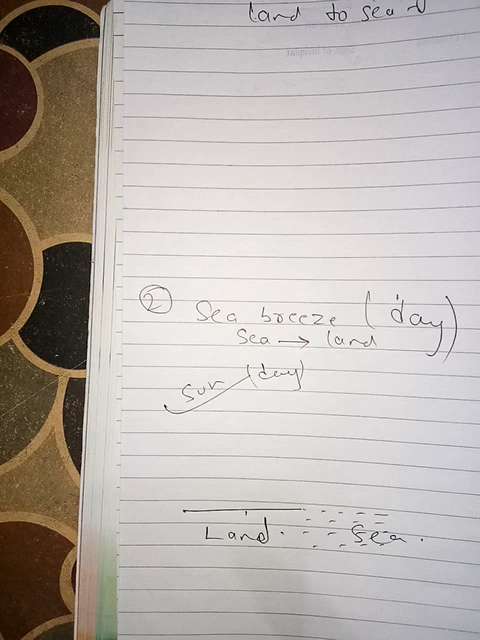 land to sea
② Sea breeze (day)
Sea → land
sun (day)
Land. Sea.